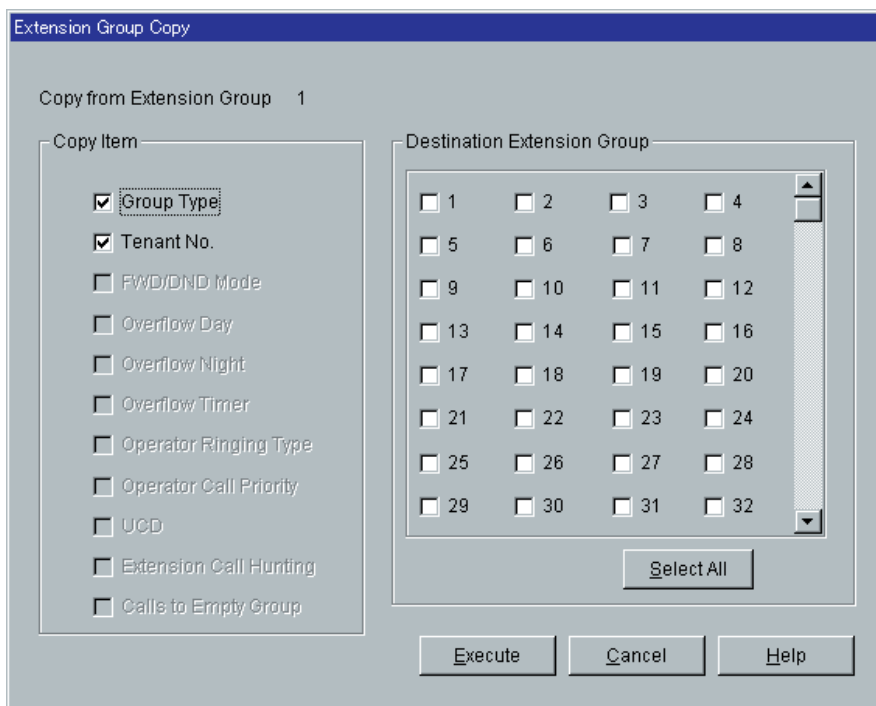 Extension Group Copy
Copy from Extension Group 1
Copy Item
Group Type
Tenant No.
FWD/DND Mode
Overflow Day
Overflow Night
Overflow Timer
Operator Ringing Type
Operator Call Priority
UCD
Extension Call Hunting
Calls to Empty Group
Destination Extension Group
1 2 3 4
5 6 7 8
9 10 11 12
13 14 15 16
17 18 19 20
21 22 23 24
25 26 27 28
29 30 31 32
Select All
Execute Cancel Help